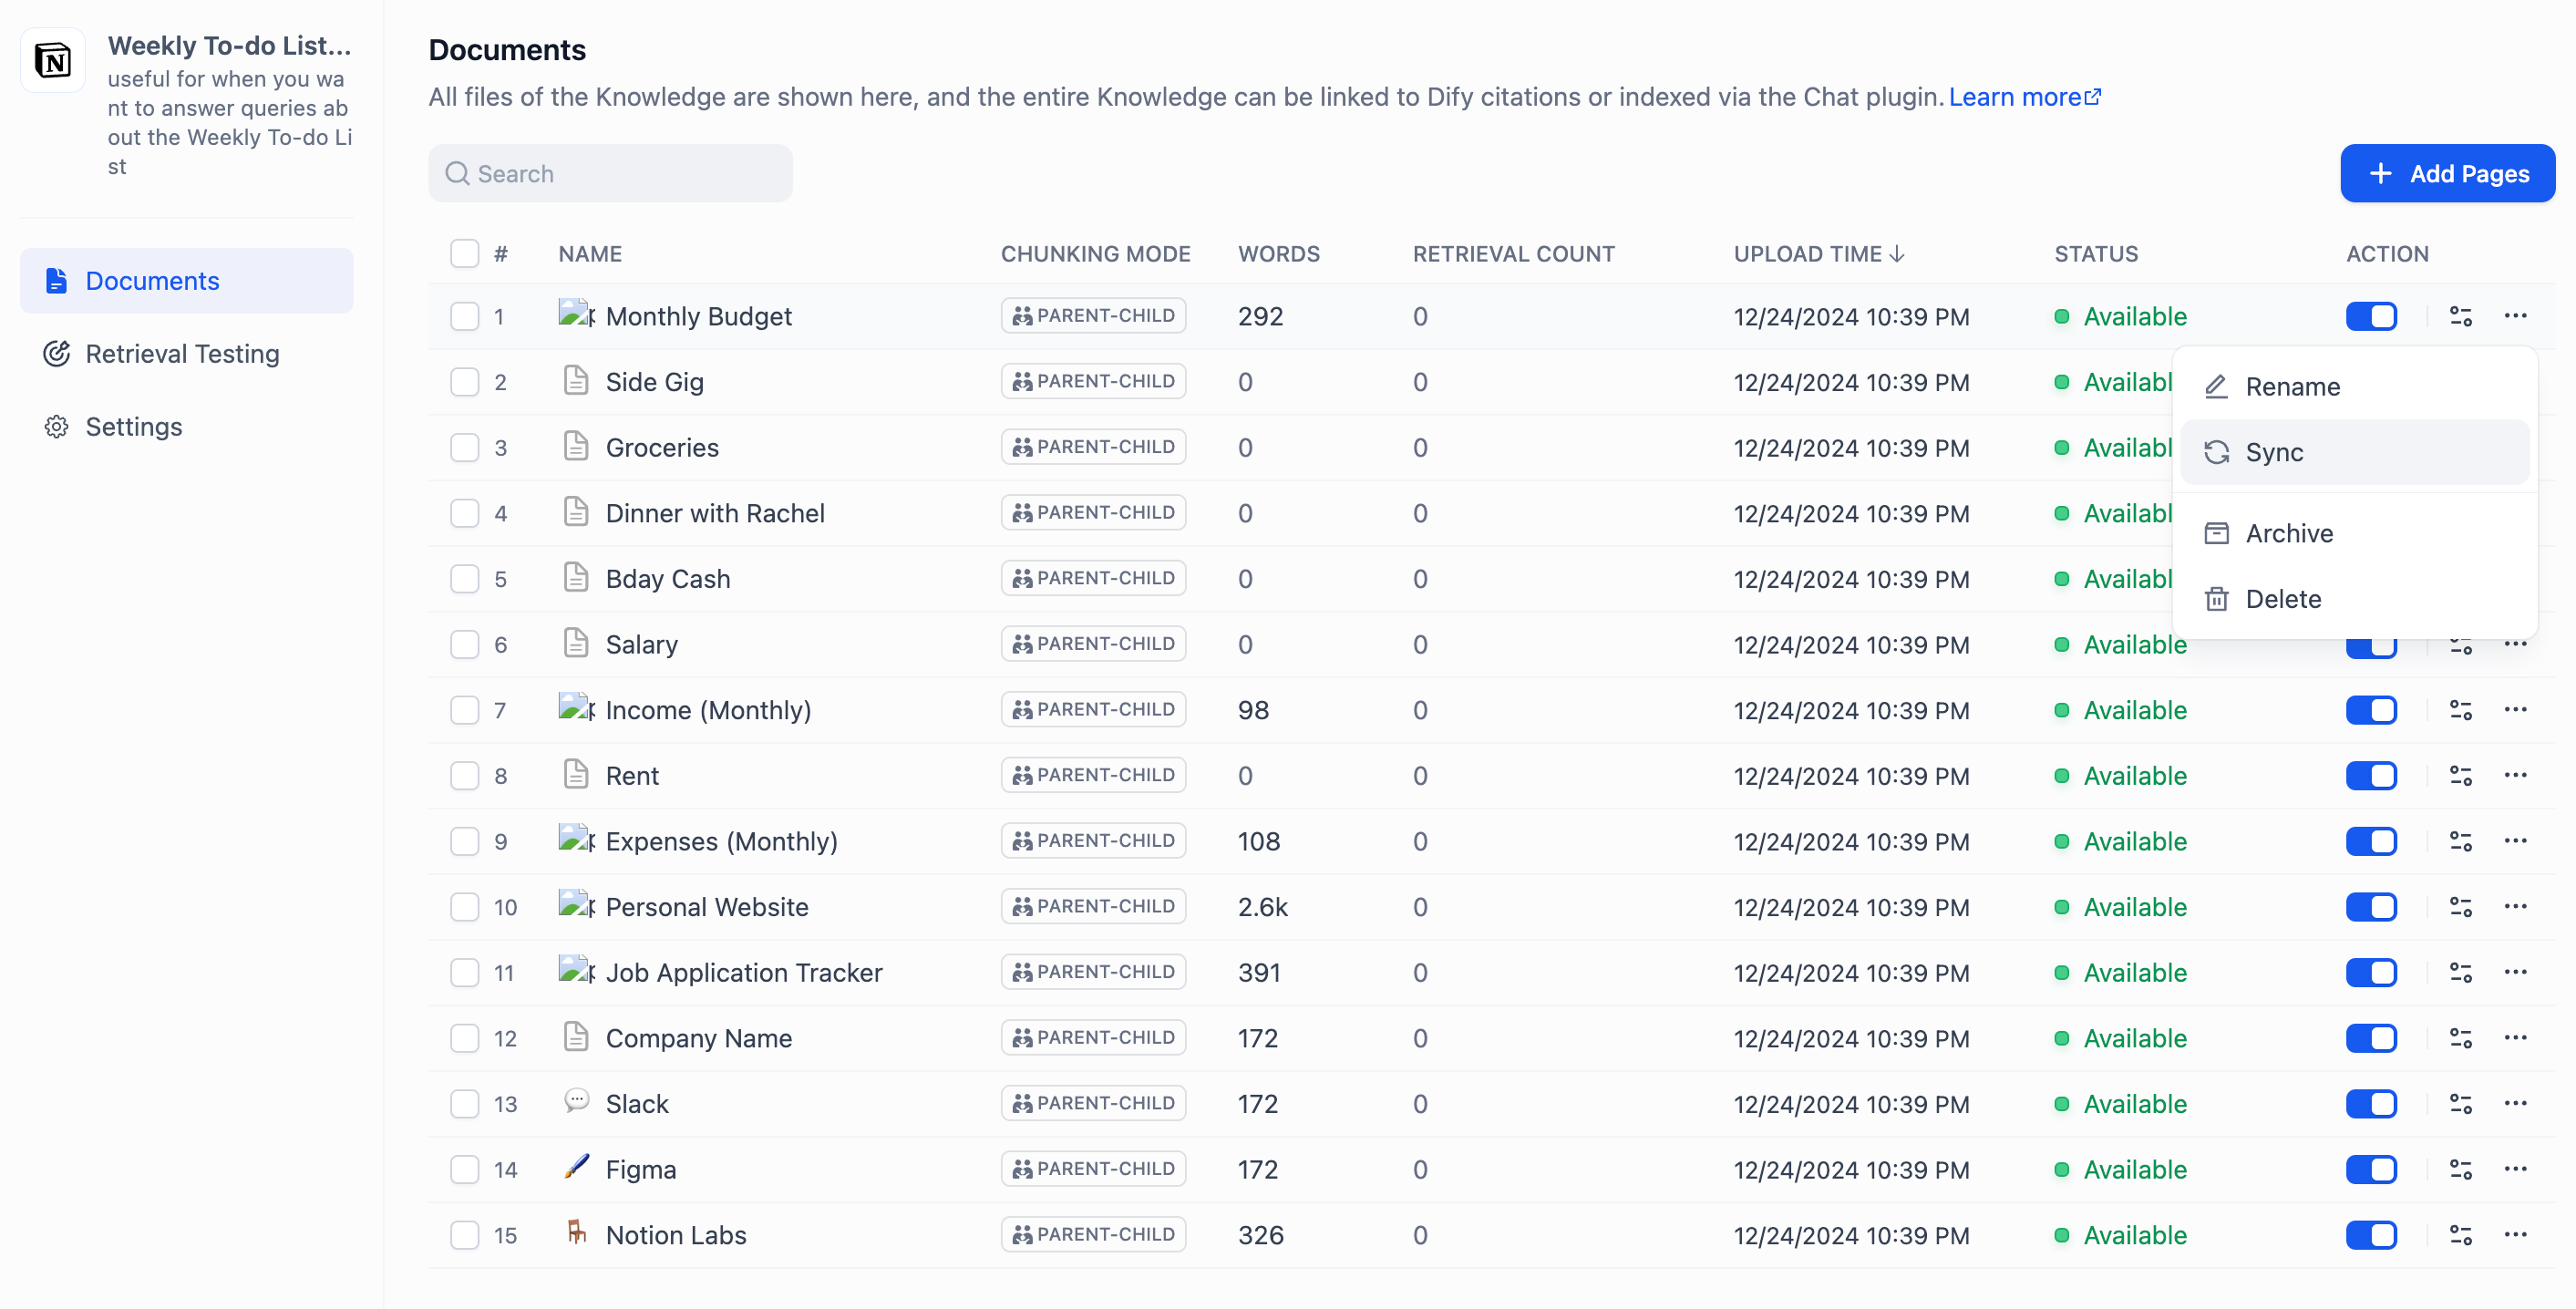 Weekly To-do List...
useful for when you wa
nt to answer queries ab
out the Weekly To-do Li
st
Documents
Retrieval Testing
Settings
Documents
All files of the Knowledge are shown here, and the entire Knowledge can be linked to Dify citations or indexed via the Chat plugin. Learn more
Search
+ Add Pages
# NAME CHUNKING MODE WORDS RETRIEVAL COUNT UPLOAD TIME ↓ STATUS ACTION
1 Monthly Budget PARENT-CHILD 292 0 12/24/2024 10:39 PM Available
2 Side Gig PARENT-CHILD 0 0 12/24/2024 10:39 PM Availabl
3 Groceries PARENT-CHILD 0 0 12/24/2024 10:39 PM Availabl
4 Dinner with Rachel PARENT-CHILD 0 0 12/24/2024 10:39 PM Availabl
5 Bday Cash PARENT-CHILD 0 0 12/24/2024 10:39 PM Availabl
6 Salary PARENT-CHILD 0 0 12/24/2024 10:39 PM Available
7 Income (Monthly) PARENT-CHILD 98 0 12/24/2024 10:39 PM Available
8 Rent PARENT-CHILD 0 0 12/24/2024 10:39 PM Available
9 Expenses (Monthly) PARENT-CHILD 108 0 12/24/2024 10:39 PM Available
10 Personal Website PARENT-CHILD 2.6k 0 12/24/2024 10:39 PM Available
11 Job Application Tracker PARENT-CHILD 391 0 12/24/2024 10:39 PM Available
12 Company Name PARENT-CHILD 172 0 12/24/2024 10:39 PM Available
13 Slack PARENT-CHILD 172 0 12/24/2024 10:39 PM Available
14 Figma PARENT-CHILD 172 0 12/24/2024 10:39 PM Available
15 Notion Labs PARENT-CHILD 326 0 12/24/2024 10:39 PM Available
Rename
Sync
Archive
Delete